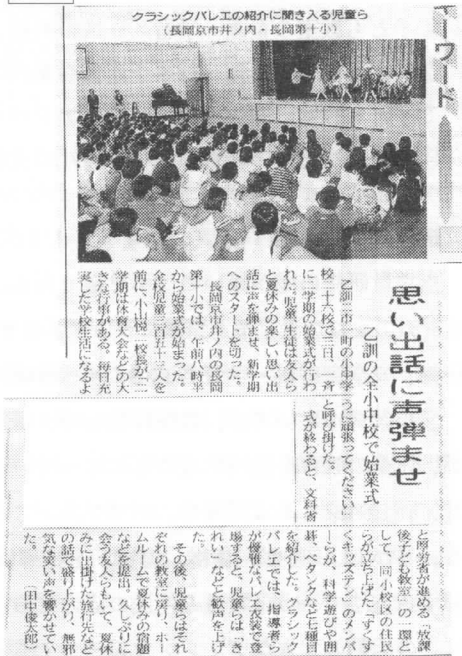 クラシックバレエの紹介に聞き入る児童ら
（長岡京市井ノ内・長岡第十小）
ーワード
思い出話に声弾ませ
乙訓の全小中校で始業式
乙訓二市一町の小中学
校二十六校で三日、一斉
に二学期の始業式が行わ
れた。児童、生徒は友人ら
と夏休みの楽しい思い出
話に声を弾ませ、新学期
へのスタートを切った。
長岡京市井ノ内の長岡
第十小では、午前八時半
から始業式が始まった。
全校児童三百五十三人を
前に、小山悦一校長が「二
学期は体育大会などの大
きな行事がある。毎日充
実した学校生活になるよ
うに頑張ってください」
と呼び掛けた。
式が終わると、文科省
と厚労省が進める「放課
後子ども教室」の一環と
して、同小校区の住民
らが立ち上げた「すくす
くキッズテン」のメンバ
ーらが、科学遊びや囲
碁、ペタンクなど七種目
を紹介した。クラシック
バレエでは、指導者ら
が優雅なバレエ衣装で登
場すると、児童らは「き
れい」などと歓声を上げ
た。
その後、児童らはそれ
ぞれの教室に戻り、ホー
ムルームで夏休みの宿題
などを提出。久しぶりに
会う友人らもいて、夏休
みに出掛けた旅行先など
の話で盛り上がり、無邪
気な笑い声を響かせてい
た。
（田中俊太郎）